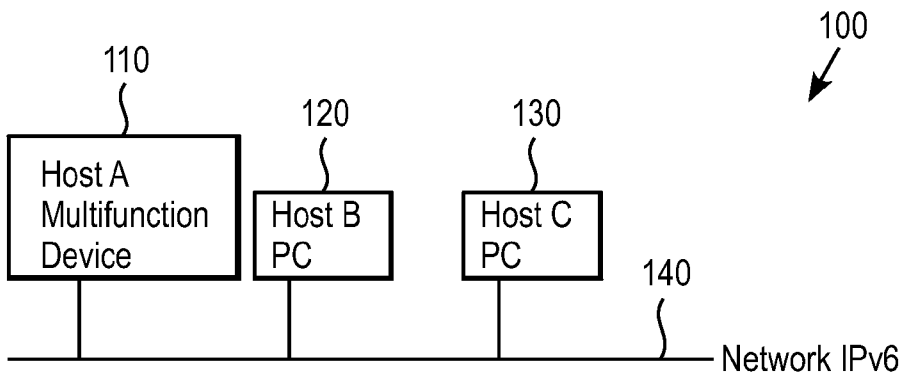 100
110
120
130
Host A
Multifunction
Device
Host B
PC
Host C
PC
140
Network IPv6